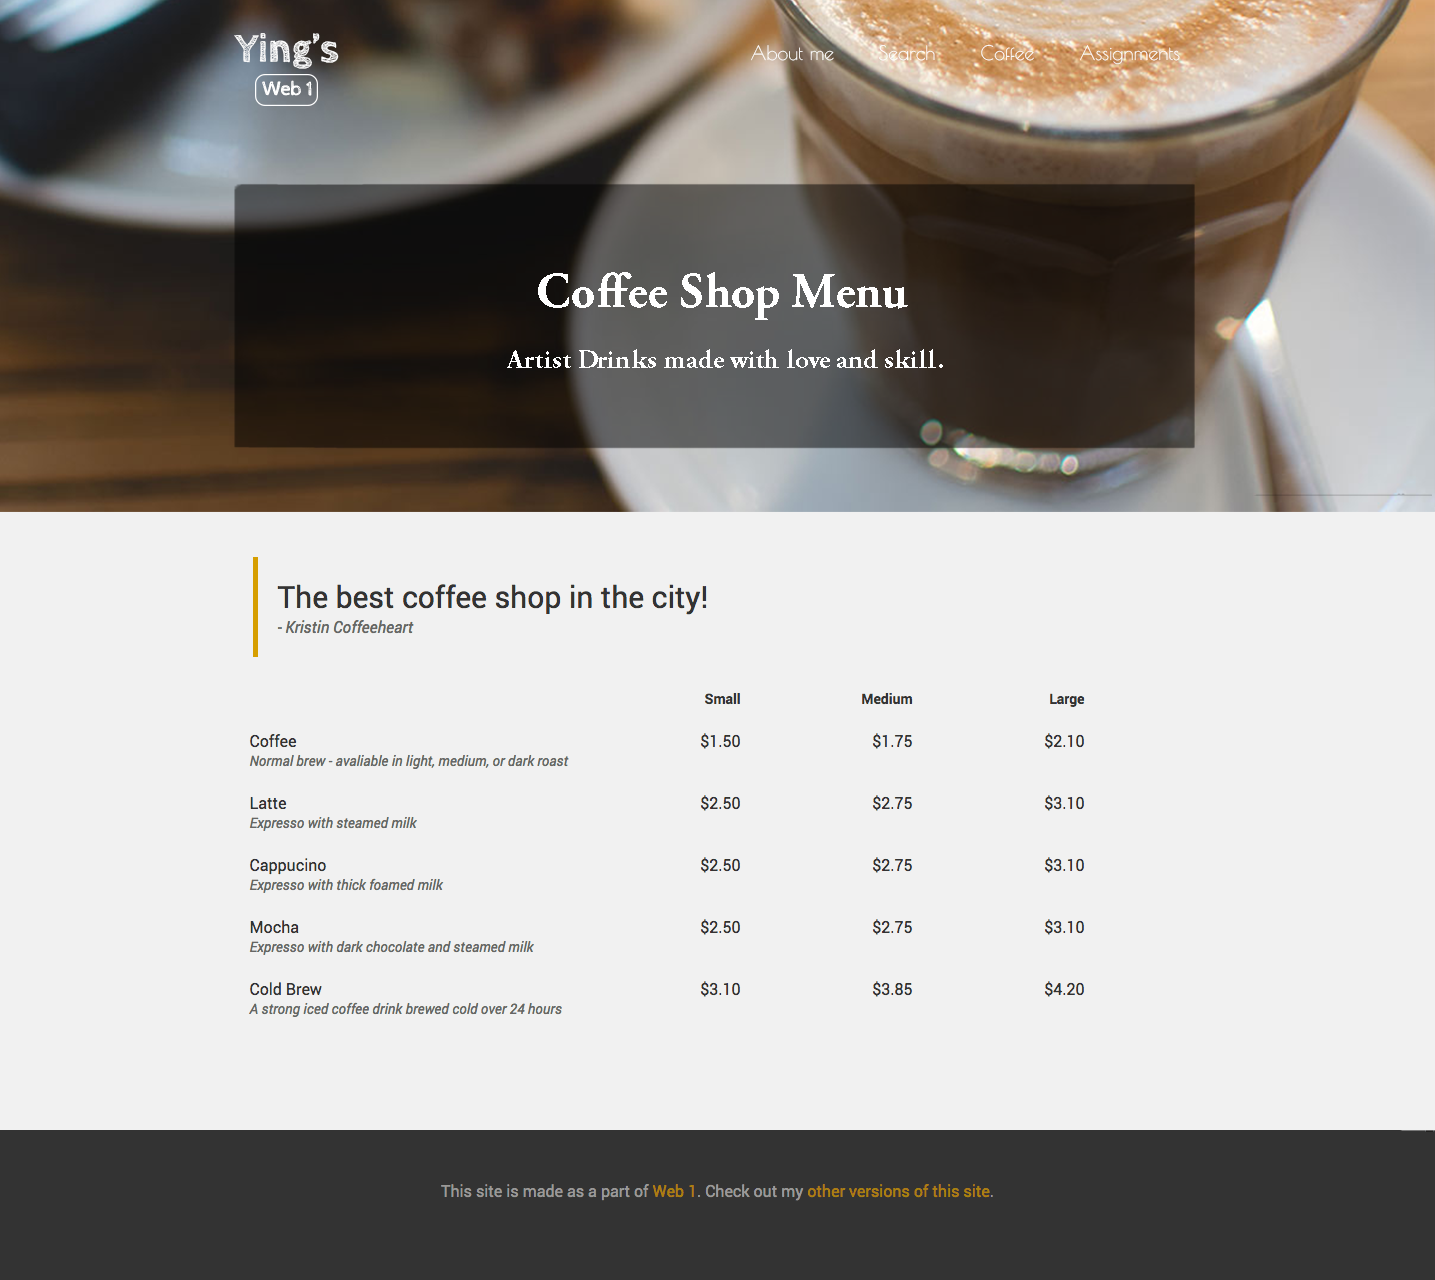 Ying's
Web 1
About me Search Coffee Assignments
Coffee Shop Menu
Artist Drinks made with love and skill.
The best coffee shop in the city!
- Kristin Coffeeheart
Small Medium Large
Coffee $1.50 $1.75 $2.10
Normal brew - avaliable in light, medium, or dark roast
Latte $2.50 $2.75 $3.10
Expresso with steamed milk
Cappucino $2.50 $2.75 $3.10
Expresso with thick foamed milk
Mocha $2.50 $2.75 $3.10
Expresso with dark chocolate and steamed milk
Cold Brew $3.10 $3.85 $4.20
A strong iced coffee drink brewed cold over 24 hours
This site is made as a part of Web 1. Check out my other versions of this site.